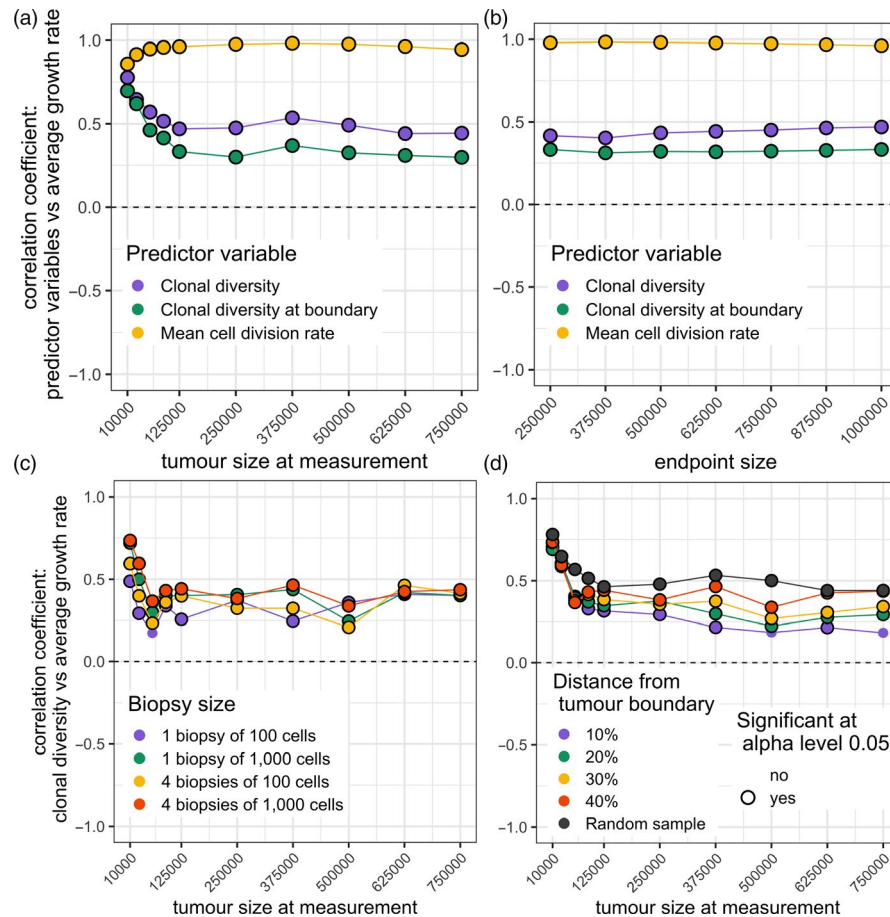 (a)
correlation coefficient:
predictor variables vs average growth rate
1.0
0.5
0.0
−0.5
−1.0
Predictor variable
Clonal diversity
Clonal diversity at boundary
Mean cell division rate
10000
125000
250000
375000
500000
625000
750000
tumour size at measurement
(b)
1.0
0.5
0.0
−0.5
−1.0
Predictor variable
Clonal diversity
Clonal diversity at boundary
Mean cell division rate
250000
375000
500000
625000
750000
875000
1000000
endpoint size
(c)
correlation coefficient:
clonal diversity vs average growth rate
1.0
0.5
0.0
−0.5
−1.0
Biopsy size
1 biopsy of 100 cells
1 biopsy of 1,000 cells
4 biopsies of 100 cells
4 biopsies of 1,000 cells
10000
125000
250000
375000
500000
625000
750000
tumour size at measurement
(d)
1.0
0.5
0.0
−0.5
−1.0
Distance from
tumour boundary
10%
20%
30%
40%
Random sample
Significant at
alpha level 0.05
no
yes
10000
125000
250000
375000
500000
625000
750000
tumour size at measurement